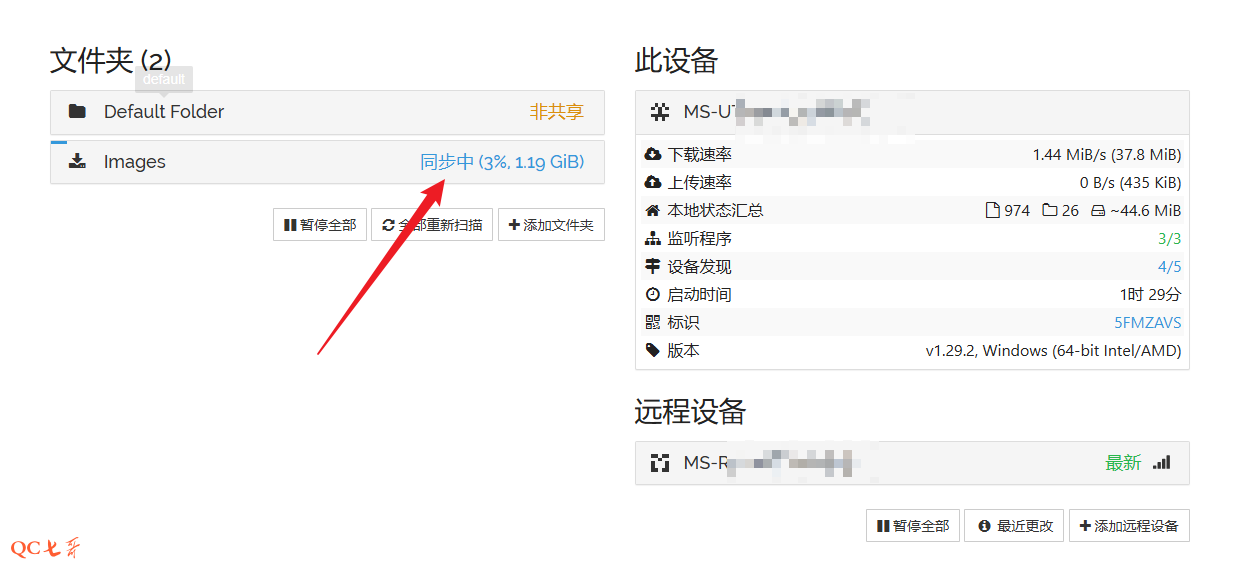 文件夹 (2)
default
Default Folder 非共享
Images 同步中 (3%, 1.19 GiB)
暂停全部 全部重新扫描 添加文件夹
此设备
下载速率 1.44 MiB/s (37.8 MiB)
上传速率 0 B/s (435 KiB)
本地状态汇总 974 26 ~44.6 MiB
监听程序 3/3
设备发现 4/5
启动时间 1时 29分
标识 5FMZAVS
版本 v1.29.2, Windows (64-bit Intel/AMD)
远程设备
最新
暂停全部 最近更改 添加远程设备
QC七哥